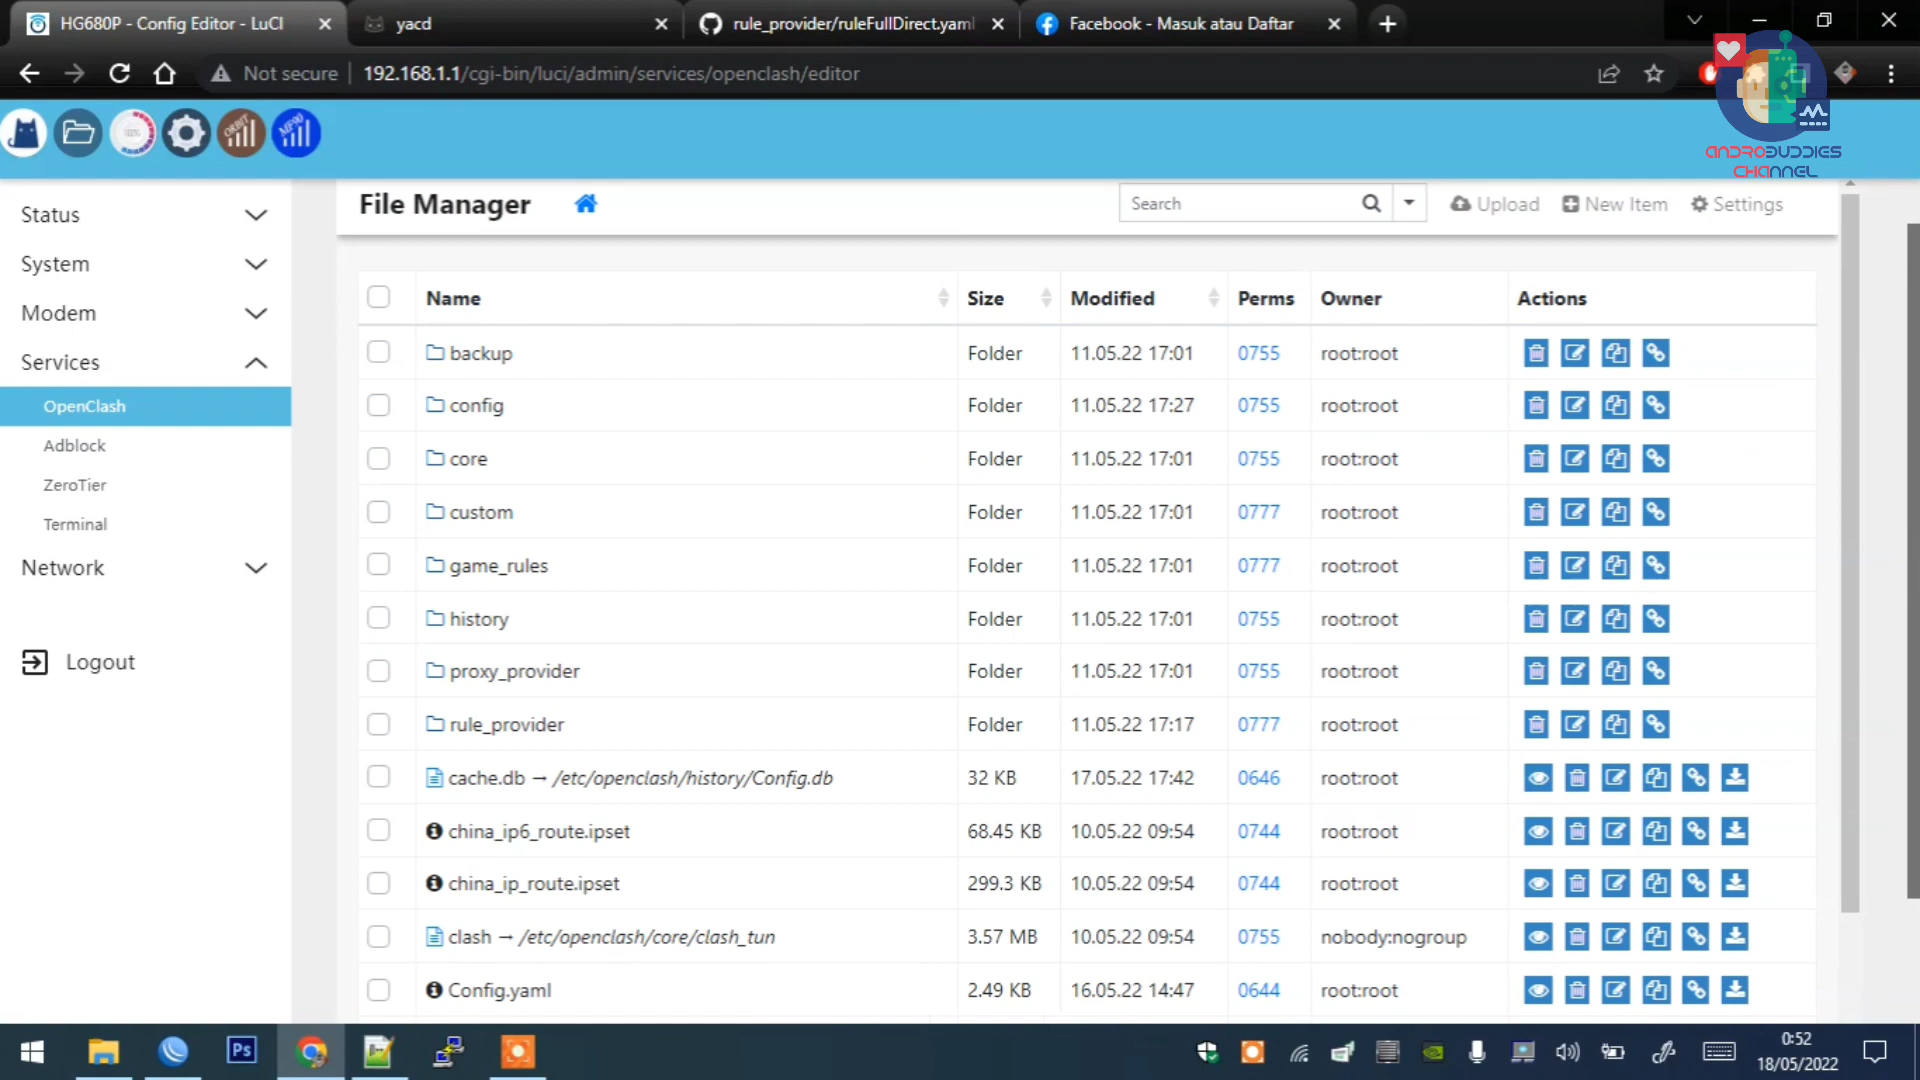 HG680P - Config Editor - LuCI
yacd
rule_provider/ruleFullDirect.yaml
Facebook - Masuk atau Daftar
Not secure
192.168.1.1/cgi-bin/luci/admin/services/openclash/editor
ORBIT
MF90
ANDROBUDDIES
CHANNEL
File Manager
Search
Upload
New Item
Settings
Status
System
Modem
Services
OpenClash
Adblock
ZeroTier
Terminal
Network
Logout
Name Size Modified Perms Owner Actions
backup Folder 11.05.22 17:01 0755 root:root
config Folder 11.05.22 17:27 0755 root:root
core Folder 11.05.22 17:01 0755 root:root
custom Folder 11.05.22 17:01 0777 root:root
game_rules Folder 11.05.22 17:01 0777 root:root
history Folder 11.05.22 17:01 0755 root:root
proxy_provider Folder 11.05.22 17:01 0755 root:root
rule_provider Folder 11.05.22 17:17 0777 root:root
cache.db → /etc/openclash/history/Config.db 32 KB 17.05.22 17:42 0646 root:root
china_ip6_route.ipset 68.45 KB 10.05.22 09:54 0744 root:root
china_ip_route.ipset 299.3 KB 10.05.22 09:54 0744 root:root
clash → /etc/openclash/core/clash_tun 3.57 MB 10.05.22 09:54 0755 nobody:nogroup
Config.yaml 2.49 KB 16.05.22 14:47 0644 root:root
Ps
0:52
18/05/2022